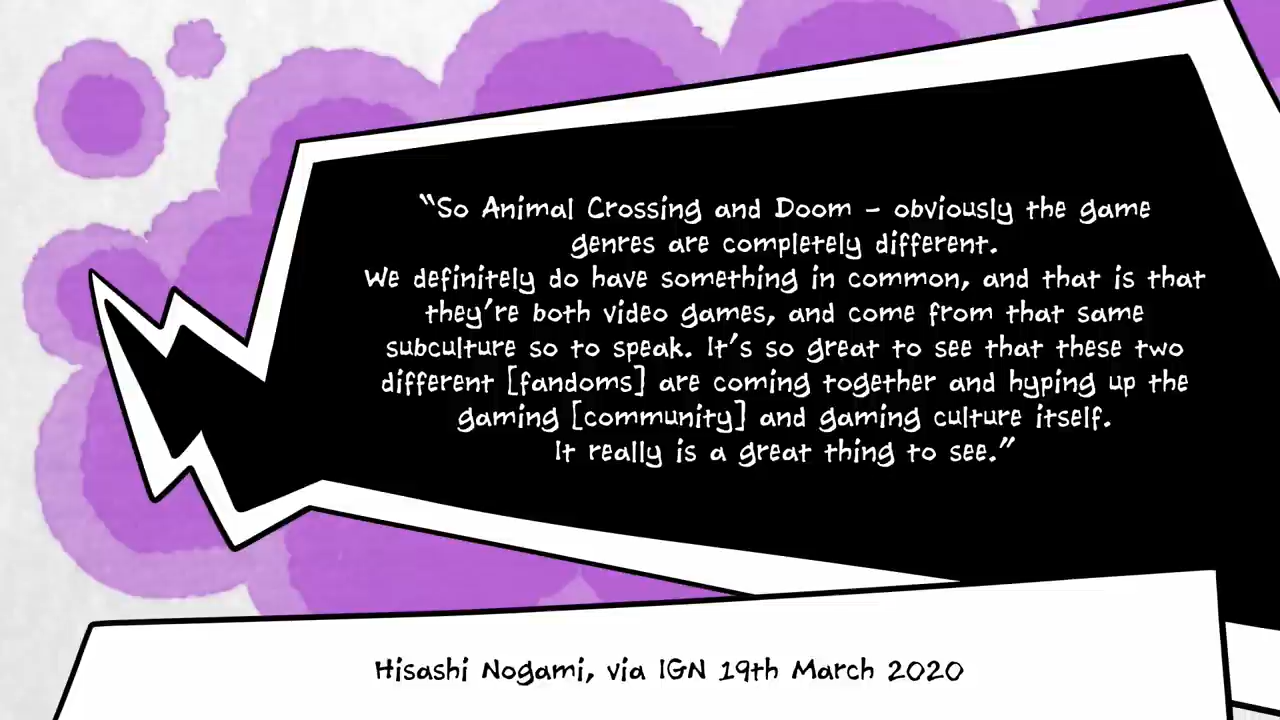 “So Animal Crossing and Doom – obviously the game
genres are completely different.
We definitely do have something in common, and that is that
they’re both video games, and come from that same
subculture so to speak. It’s so great to see that these two
different [fandoms] are coming together and hyping up the
gaming [community] and gaming culture itself.
It really is a great thing to see.”
Hisashi Nogami, via IGN 19th March 2020